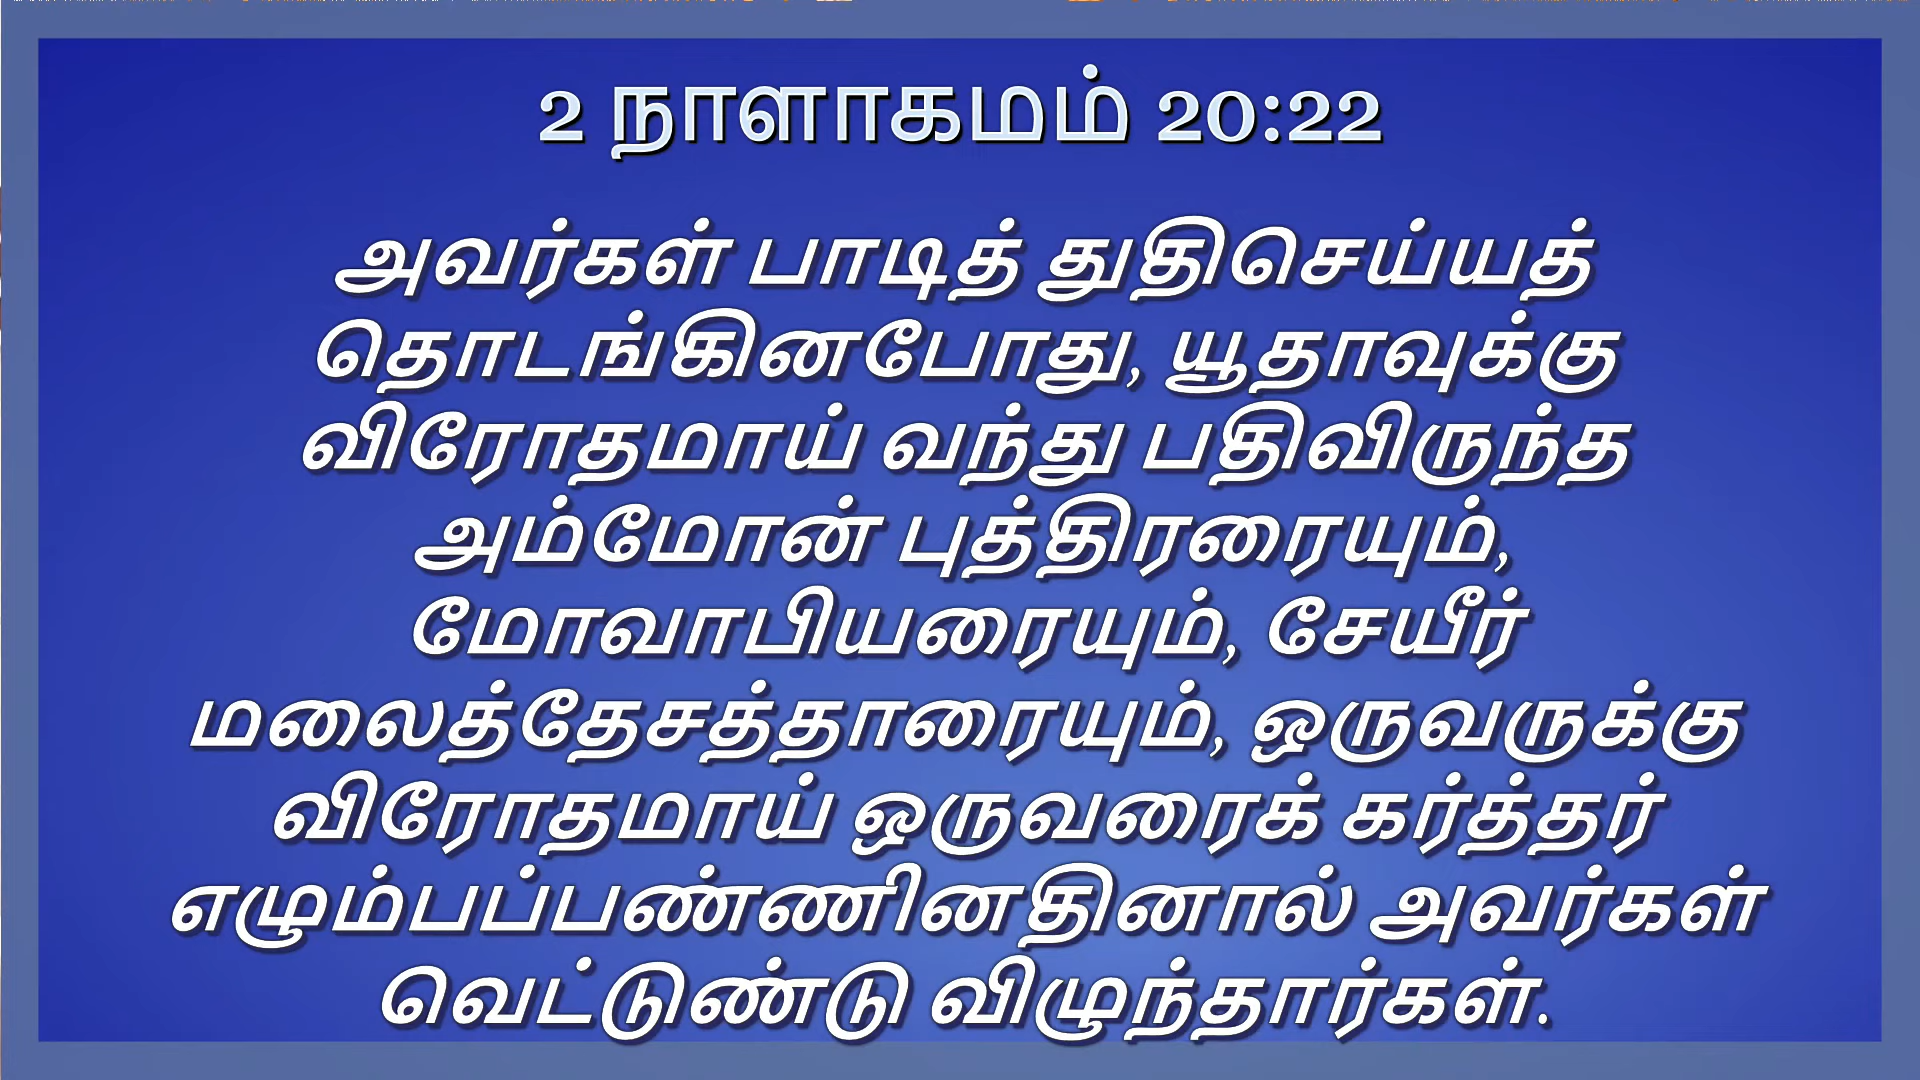 2 நாளாகமம் 20:22
அவர்கள் பாடித் துதிசெய்யத்
தொடங்கினபோது, யூதாவுக்கு
விரோதமாய் வந்து பதிவிருந்த
அம்மோன் புத்திரரையும்,
மோவாபியரையும், சேயீர்
மலைத்தேசத்தாரையும், ஒருவருக்கு
விரோதமாய் ஒருவரைக் கர்த்தர்
எழும்பப்பண்ணினதினால் அவர்கள்
வெட்டுண்டு விழுந்தார்கள்.